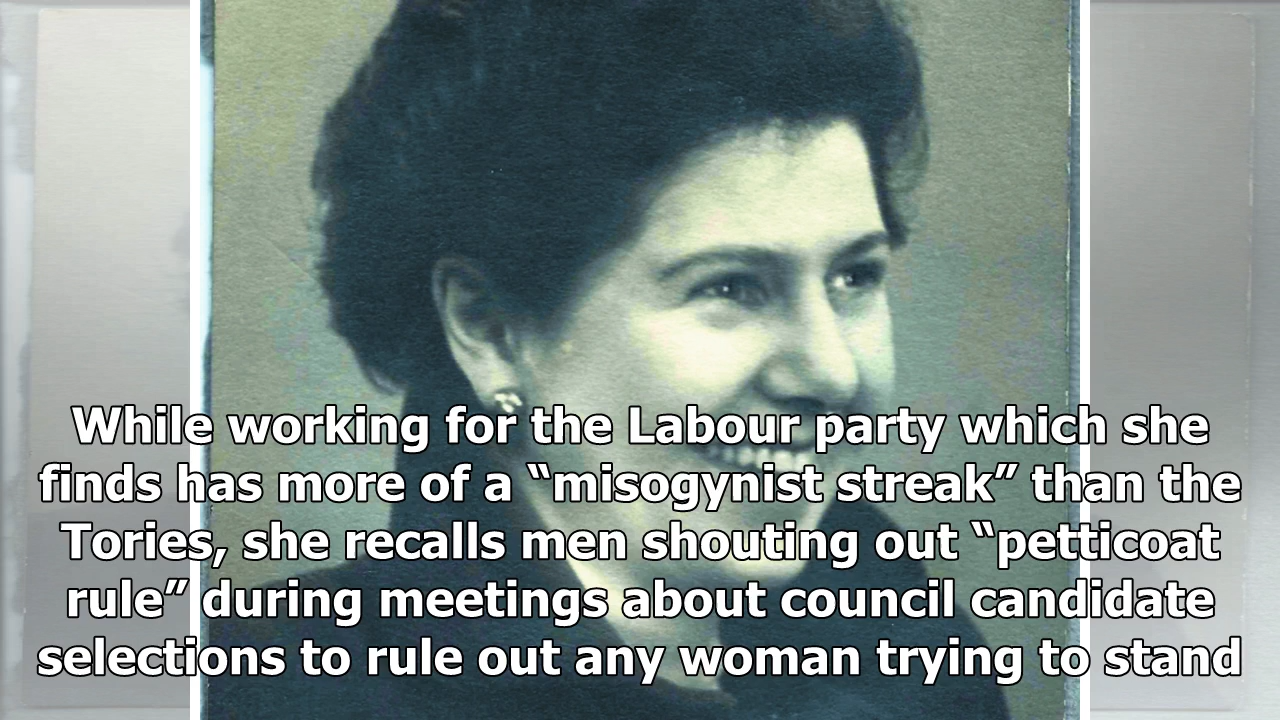 While working for the Labour party which she
finds has more of a “misogynist streak” than the
Tories, she recalls men shouting out “petticoat
rule” during meetings about council candidate
selections to rule out any woman trying to stand